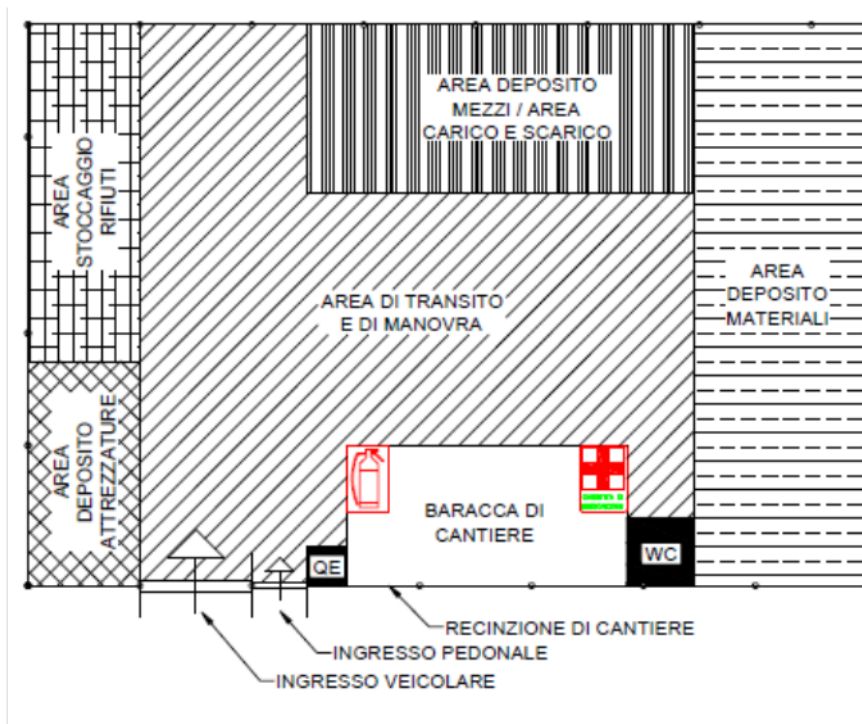 AREA DEPOSITO
MEZZI / AREA
CARICO E SCARICO
AREA
STOCCAGGIO
RIFIUTI
AREA DI TRANSITO
E DI MANOVRA
AREA
DEPOSITO
MATERIALI
AREA
DEPOSITO
ATTREZZATURE
BARACCA DI
CANTIERE
QE
WC
RECINZIONE DI CANTIERE
INGRESSO PEDONALE
INGRESSO VEICOLARE